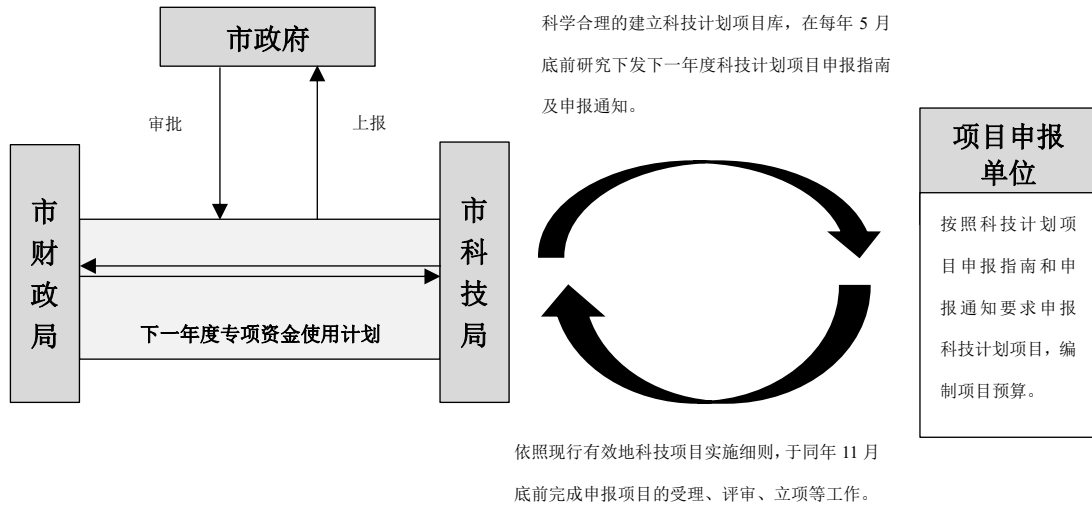 市政府
科学合理的建立科技计划项目库，在每年 5 月
底前研究下发下一年度科技计划项目申报指南
及申报通知。
审批
上报
市
财
政
局
市
科
技
局
下一年度专项资金使用计划
项目申报
单位
按照科技计划项
目申报指南和申
报通知要求申报
科技计划项目，编
制项目预算。
依照现行有效地科技项目实施细则，于同年 11 月
底前完成申报项目的受理、评审、立项等工作。